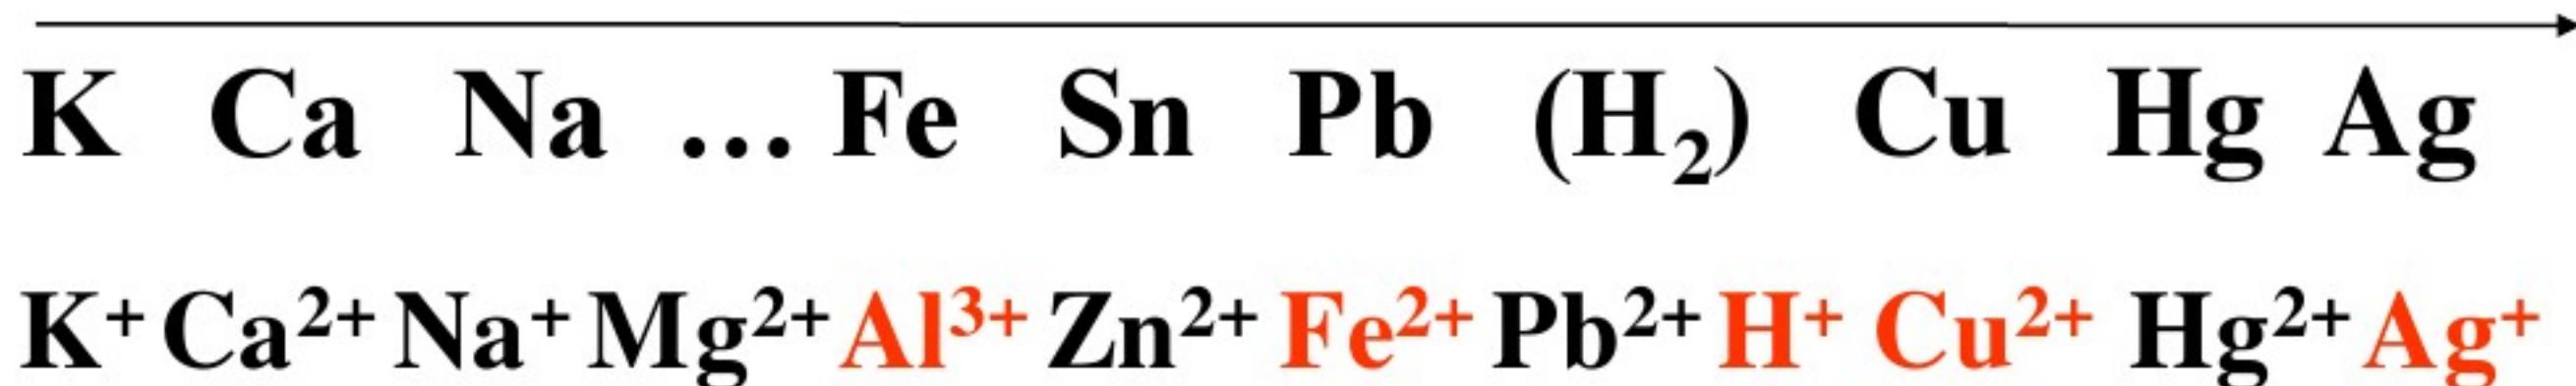 K Ca Na … Fe Sn Pb (H₂) Cu Hg Ag
K⁺ Ca²⁺ Na⁺ Mg²⁺ Al³⁺ Zn²⁺ Fe²⁺ Pb²⁺ H⁺ Cu²⁺ Hg²⁺ Ag⁺